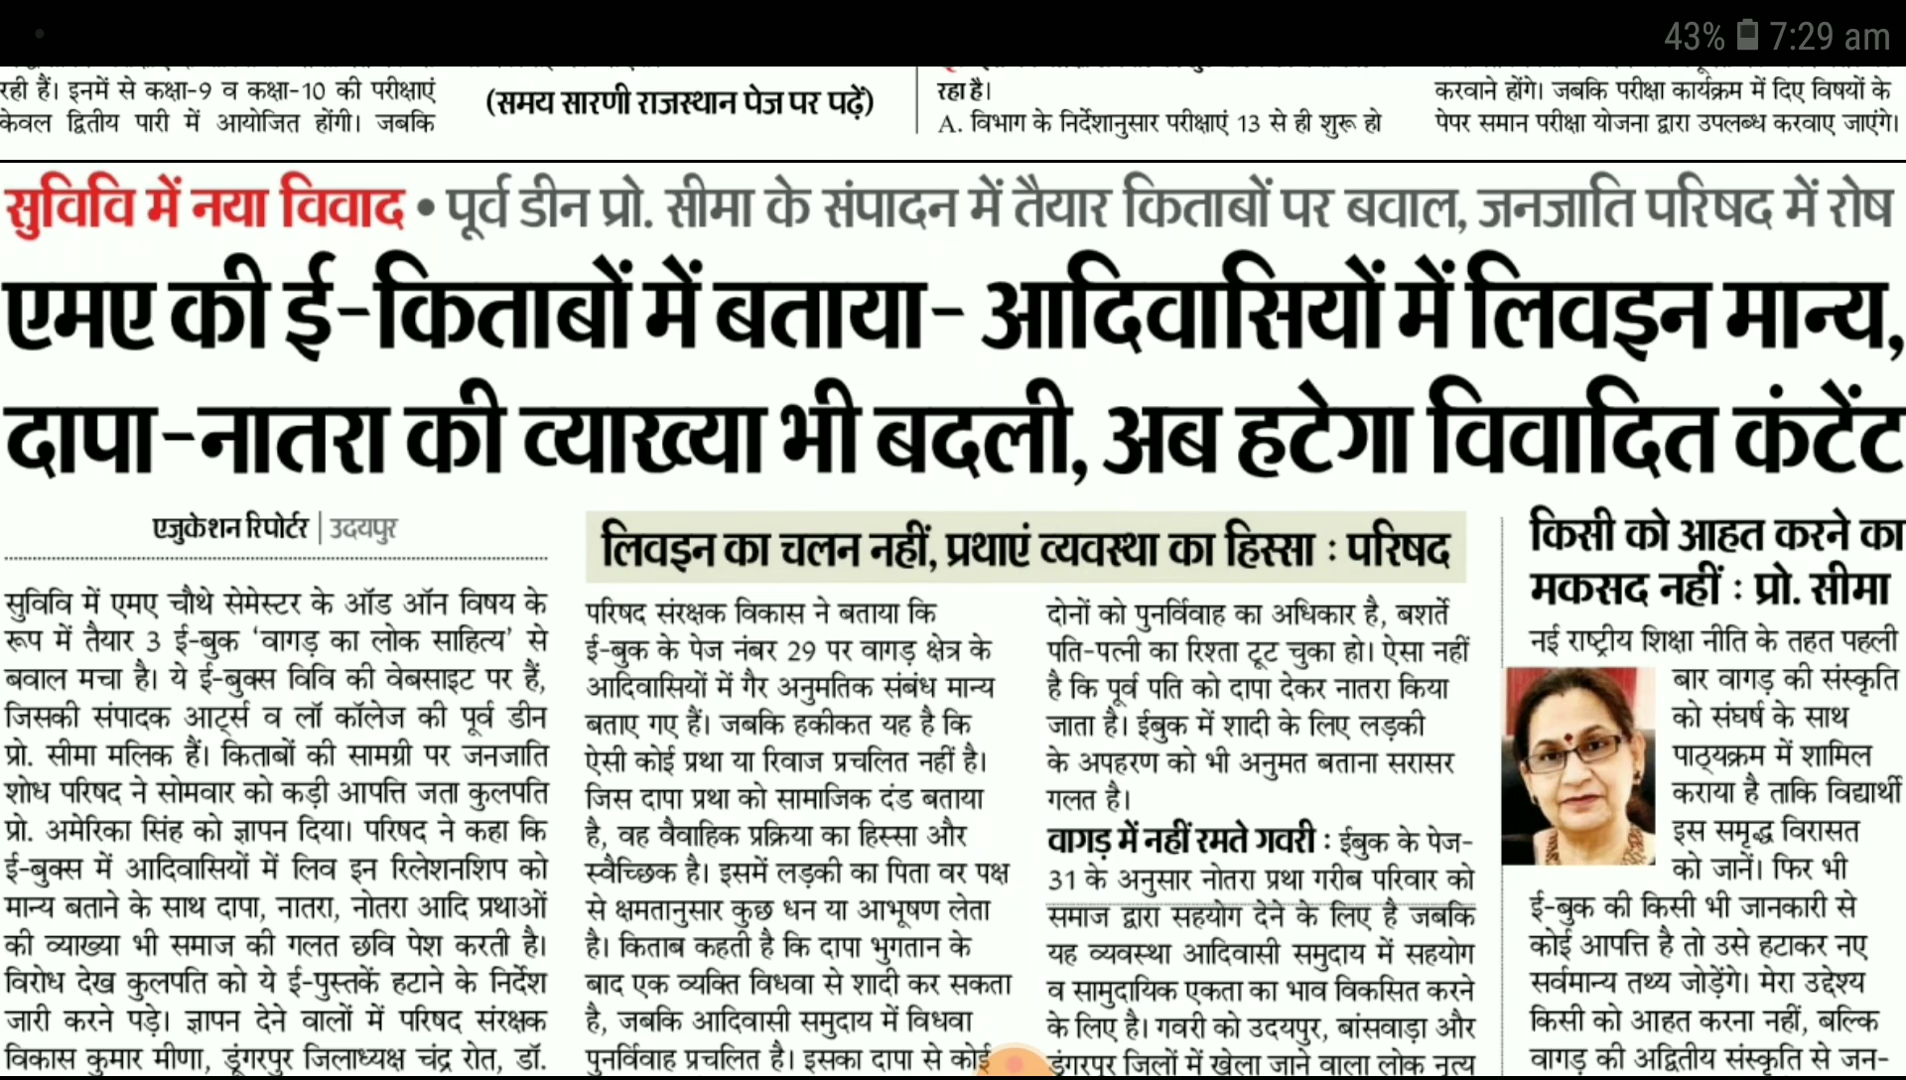 43% 7:29 am
रही हैं। इनमें से कक्षा-9 व कक्षा-10 की परीक्षाएं
केवल द्वितीय पारी में आयोजित होंगी। जबकि
(समय सारणी राजस्थान पेज पर पढ़ें)
रहा है।
A. विभाग के निर्देशानुसार परीक्षाएं 13 से ही शुरू हो
करवाने होंगे। जबकि परीक्षा कार्यक्रम में दिए विषयों के
पेपर समान परीक्षा योजना द्वारा उपलब्ध करवाए जाएंगे।
सुविवि में नया विवाद • पूर्व डीन प्रो. सीमा के संपादन में तैयार किताबों पर बवाल, जनजाति परिषद में रोष
एमए की ई-किताबों में बताया- आदिवासियों में लिवइन मान्य,
दापा-नातरा की व्याख्या भी बदली, अब हटेगा विवादित कंटेंट
एजुकेशन रिपोर्टर | उदयपुर
सुविवि में एमए चौथे सेमेस्टर के ऑड ऑन विषय के
रूप में तैयार 3 ई-बुक ‘वागड़ का लोक साहित्य’ से
बवाल मचा है। ये ई-बुक्स विवि की वेबसाइट पर हैं,
जिसकी संपादक आर्ट्स व लॉ कॉलेज की पूर्व डीन
प्रो. सीमा मलिक हैं। किताबों की सामग्री पर जनजाति
शोध परिषद ने सोमवार को कड़ी आपत्ति जता कुलपति
प्रो. अमेरिका सिंह को ज्ञापन दिया। परिषद ने कहा कि
ई-बुक्स में आदिवासियों में लिव इन रिलेशनशिप को
मान्य बताने के साथ दापा, नातरा, नोतरा आदि प्रथाओं
की व्याख्या भी समाज की गलत छवि पेश करती है।
विरोध देख कुलपति को ये ई-पुस्तकें हटाने के निर्देश
जारी करने पड़े। ज्ञापन देने वालों में परिषद संरक्षक
विकास कुमार मीणा, डूंगरपुर जिलाध्यक्ष चंद्र रोत, डॉ.
लिवइन का चलन नहीं, प्रथाएं व्यवस्था का हिस्सा : परिषद
परिषद संरक्षक विकास ने बताया कि
ई-बुक के पेज नंबर 29 पर वागड़ क्षेत्र के
आदिवासियों में गैर अनुमतिक संबंध मान्य
बताए गए हैं। जबकि हकीकत यह है कि
ऐसी कोई प्रथा या रिवाज प्रचलित नहीं है।
जिस दापा प्रथा को सामाजिक दंड बताया
है, वह वैवाहिक प्रक्रिया का हिस्सा और
स्वैच्छिक है। इसमें लड़की का पिता वर पक्ष
से क्षमतानुसार कुछ धन या आभूषण लेता
है। किताब कहती है कि दापा भुगतान के
बाद एक व्यक्ति विधवा से शादी कर सकता
है, जबकि आदिवासी समुदाय में विधवा
पुनर्विवाह प्रचलित है। इसका दापा से कोई
दोनों को पुनर्विवाह का अधिकार है, बशर्ते
पति-पत्नी का रिश्ता टूट चुका हो। ऐसा नहीं
है कि पूर्व पति को दापा देकर नातरा किया
जाता है। ईबुक में शादी के लिए लड़की
के अपहरण को भी अनुमत बताना सरासर
गलत है।
वागड़ में नहीं रमते गवरी : ईबुक के पेज-
31 के अनुसार नोतरा प्रथा गरीब परिवार को
समाज द्वारा सहयोग देने के लिए है जबकि
यह व्यवस्था आदिवासी समुदाय में सहयोग
व सामुदायिक एकता का भाव विकसित करने
के लिए है। गवरी को उदयपुर, बांसवाड़ा और
डूंगरपुर जिलों में खेला जाने वाला लोक नृत्य
किसी को आहत करने का
मकसद नहीं : प्रो. सीमा
नई राष्ट्रीय शिक्षा नीति के तहत पहली
बार वागड़ की संस्कृति
को संघर्ष के साथ
पाठ्यक्रम में शामिल
कराया है ताकि विद्यार्थी
इस समृद्ध विरासत
को जानें। फिर भी
ई-बुक की किसी भी जानकारी से
कोई आपत्ति है तो उसे हटाकर नए
सर्वमान्य तथ्य जोड़ेंगे। मेरा उद्देश्य
किसी को आहत करना नहीं, बल्कि
वागड़ की अद्वितीय संस्कृति से जन-